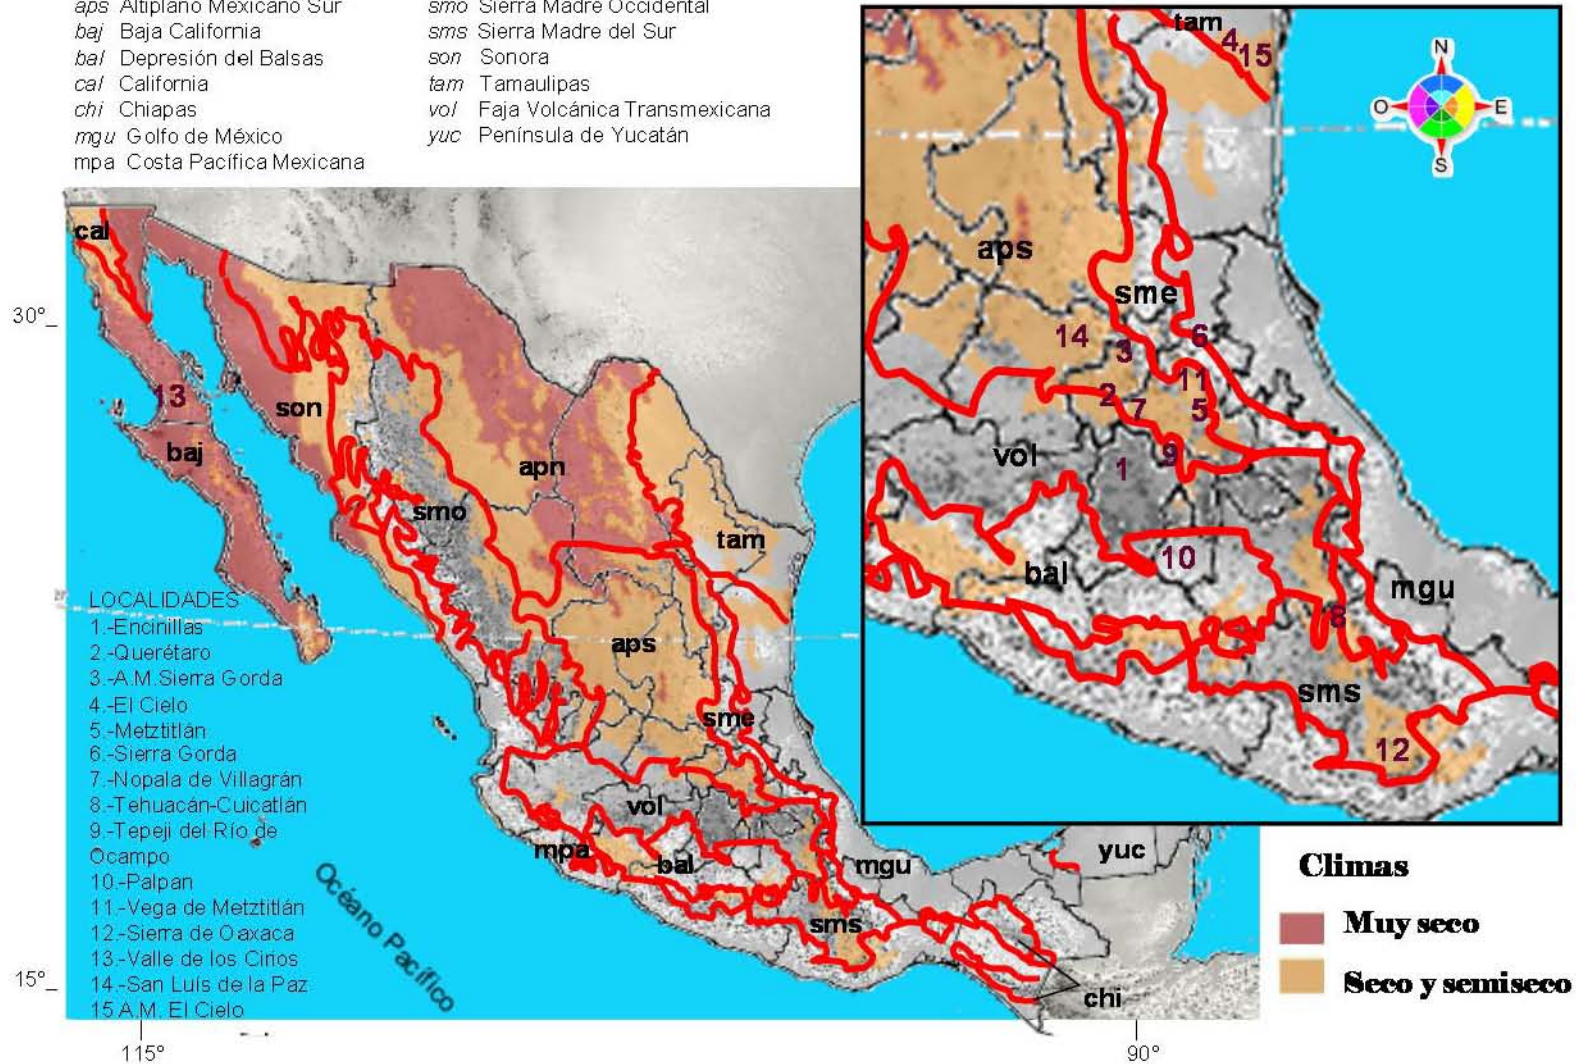 aps Altiplano Mexicano Sur
baj Baja California
bal Depresión del Balsas
cal California
chi Chiapas
mgu Golfo de México
mpa Costa Pacífica Mexicana
smo Sierra Madre Occidental
sms Sierra Madre del Sur
son Sonora
tam Tamaulipas
vol Faja Volcánica Transmexicana
yuc Península de Yucatán
tam
4
15
N
O
E
S
aps
sme
14
3
6
2
7
11
5
vol
9
1
10
bal
mgu
8
sms
12
cal
30°
13
son
baj
apn
smo
tam
aps
sme
vol
mpa
bal
mgu
yuc
sms
chi
LOCALIDADES
1.-Encinillas
2.-Querétaro
3.-A.M.Sierra Gorda
4.-El Cielo
5.-Metztitlán
6.-Sierra Gorda
7.-Nopala de Villagrán
8.-Tehuacán-Cuicatlán
9.-Tepeji del Río de
Ocampo
10.-Palpan
11.-Vega de Metztitlán
12.-Sierra de Oaxaca
13.-Valle de los Cirios
14.-San Luís de la Paz
15 A.M. El Cielo
Océano Pacífico
15°
115°
90°
Climas
Muy seco
Seco y semiseco